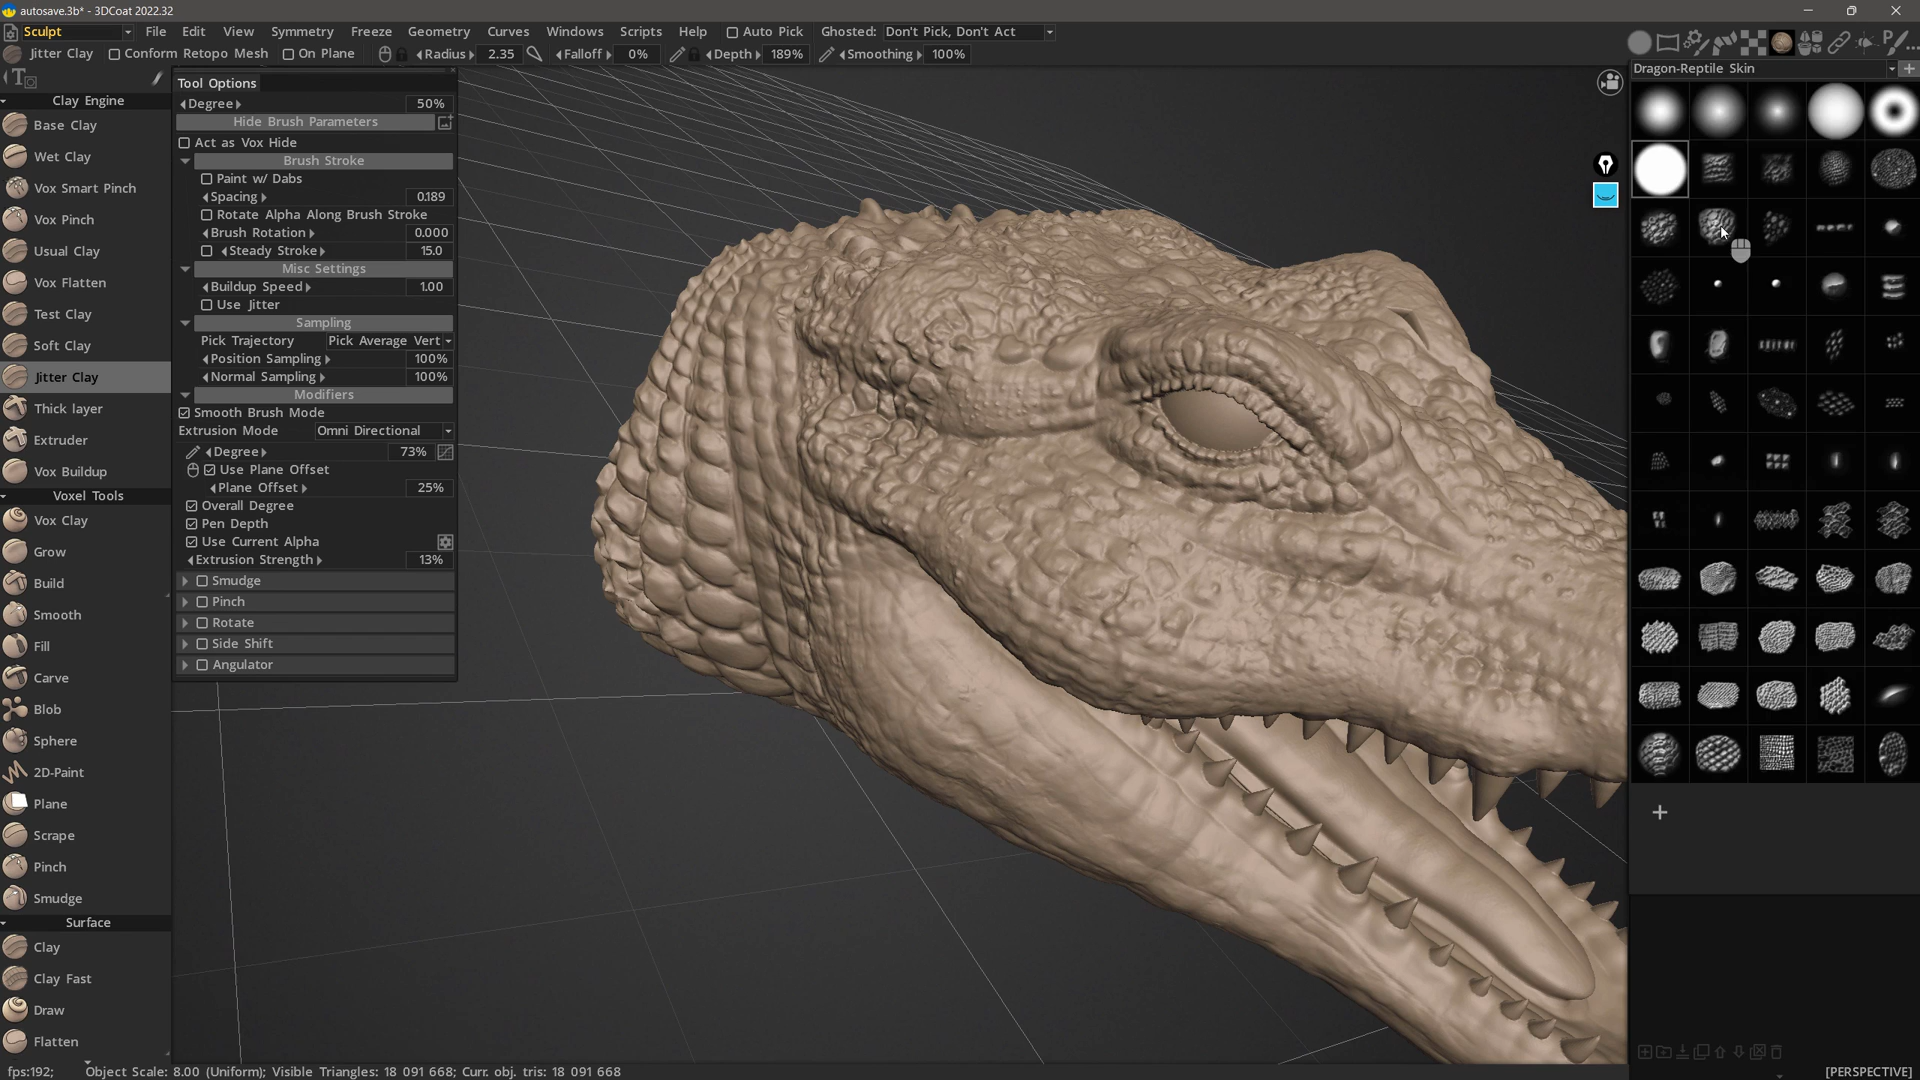 autosave.3b* - 3DCoat 2022.32
Sculpt File Edit View Symmetry Freeze Geometry Curves Windows Scripts Help Auto Pick Ghosted: Don't Pick, Don't Act
Jitter Clay Conform Retopo Mesh On Plane Radius 2.35 Falloff 0% Depth 189% Smoothing 100%
Dragon-Reptile Skin
Clay Engine
Base Clay
Wet Clay
Vox Smart Pinch
Vox Pinch
Usual Clay
Vox Flatten
Test Clay
Soft Clay
Jitter Clay
Thick layer
Extruder
Vox Buildup
Voxel Tools
Vox Clay
Grow
Build
Smooth
Fill
Carve
Blob
Sphere
2D-Paint
Plane
Scrape
Pinch
Smudge
Surface
Clay
Clay Fast
Draw
Flatten
Tool Options
Degree 50%
Hide Brush Parameters
Act as Vox Hide
Brush Stroke
Paint w/ Dabs
Spacing 0.189
Rotate Alpha Along Brush Stroke
Brush Rotation 0.000
Steady Stroke 15.0
Misc Settings
Buildup Speed 1.00
Use Jitter
Sampling
Pick Trajectory Pick Average Vert
Position Sampling 100%
Normal Sampling 100%
Modifiers
Smooth Brush Mode
Extrusion Mode Omni Directional
Degree 73%
Use Plane Offset
Plane Offset 25%
Overall Degree
Pen Depth
Use Current Alpha
Extrusion Strength 13%
Smudge
Pinch
Rotate
Side Shift
Angulator
fps:192; Object Scale: 8.00 (Uniform); Visible Triangles: 18 091 668; Curr. obj. tris: 18 091 668
[PERSPECTIVE]